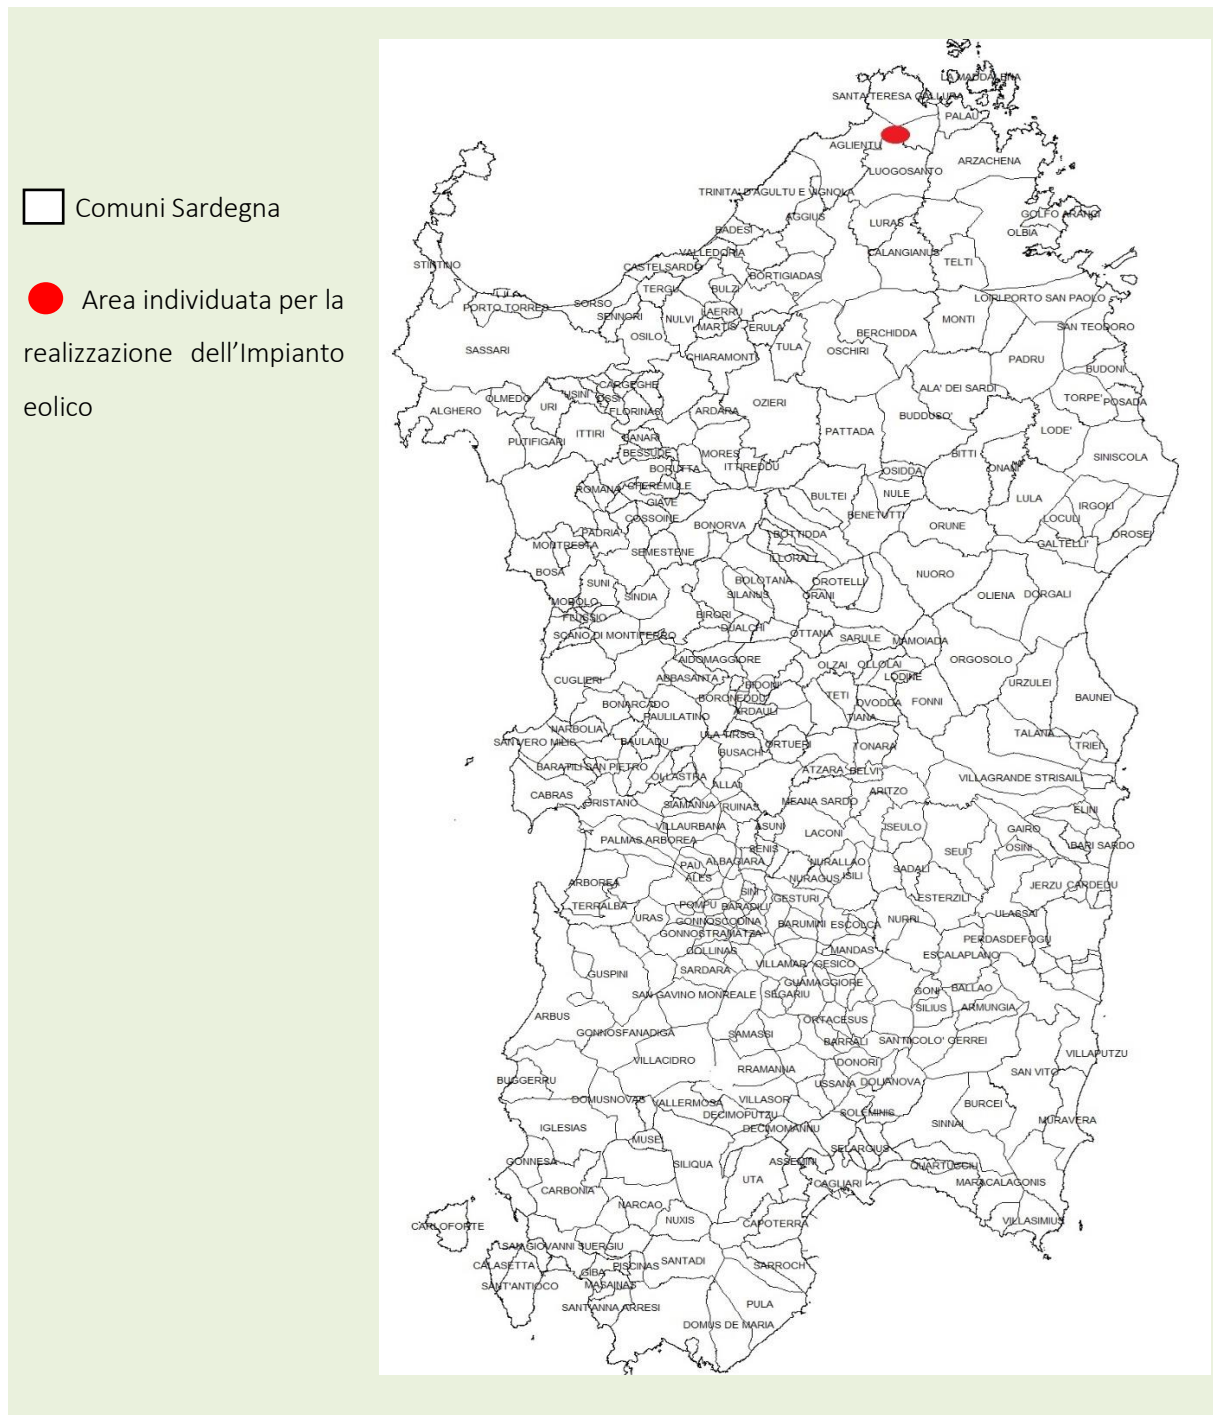 Comuni Sardegna
Area individuata per la
realizzazione dell'Impianto
eolico
LA MADDALENA
SANTA TERESA GALLURA
PALAU
AGLIENTU
ARZACHENA
LUOGOSANTO
TRINITA' D'AGULTU E VIGNOLA
AGGIUS
LURAS
GOLFO ARANCI
OLBIA
BADESI
VALLEDORIA
CALANGIANUS
TELTI
STINTINO
CASTELSARDO
BORTIGIADAS
TERGU
BULZI
PORTO TORRES
SORSO
SENNORI
NULVI
LAERRU
MARTIS
ERULA
LOIRI PORTO SAN PAOLO
MONTI
SAN TEODORO
SASSARI
OSILO
CHIARAMONTI
TULA
OSCHIRI
BERCHIDDA
PADRU
BUDONI
CARGEGHE
ALA' DEI SARDI
ALGHERO
OLMEDO
URI
USINI
OSSI
FLORINAS
ARDARA
OZIERI
BUDDUSO'
TORPE'
POSADA
PUTIFIGARI
ITTIRI
BANARI
BESSUDE
MORES
PATTADA
LODE'
BORUTTA
ITTIREDDU
BITTI
ONANI'
SINISCOLA
OSIDDA
ROMANA
CHEREMULE
GIAVE
COSSOINE
BULTEI
NULE
LULA
IRGOLI
BENETUTTI
LOCULI
PADRIA
BONORVA
BOTTIDDA
ORUNE
GALTELLI'
OROSEI
MONTRESTA
SEMESTENE
ILLORAI
BOSA
SUNI
SINDIA
BOLOTANA
SILANUS
OROTELLI
ORANI
NUORO
OLIENA
DORGALI
MODOLO
FLUSSIO
BIRORI
DUALCHI
SCANO DI MONTIFERRO
OTTANA
SARULE
MAMOIADA
AIDOMAGGIORE
OLZAI
OLLOLAI
LODINE
ORGOSOLO
CUGLIERI
ABBASANTA
BIDONI'
URZULEI
BONARCADO
BORONEDDU
TETI
OVODDA
FONNI
BAUNEI
PAULILATINO
ARDAULI
TIANA
NARBOLIA
SAN VERO MILIS
BAULADU
ULA TIRSO
BUSACHI
ORTUERI
TONARA
TALANA
TRIEI
BARATILI SAN PIETRO
OLLASTRA
ALLAI
ATZARA
BELVI'
VILLAGRANDE STRISAILI
CABRAS
ORISTANO
SIAMANNA
RUINAS
MEANA SARDO
ARITZO
ELINI
VILLAURBANA
ASUNI
LACONI
SEULO
GAIRO
PALMAS ARBOREA
SENIS
SEUI
OSINI
BARI SARDO
PAU
ALBAGIARA
NURALLAO
SADALI
ARBOREA
ALES
NURAGUS
ISILI
JERZU
CARDEDU
SINI
GESTURI
ESTERZILI
TERRALBA
URAS
POMPU
BARADILI
GONNOSCODINA
BARUMINI
ESCOLCA
NURRI
ULASSAI
GONNOSTRAMATZA
PERDASDEFOGU
COLLINAS
MANDAS
ESCALAPLANO
GUSPINI
SARDARA
VILLAMAR
GESICO
GUAMAGGIORE
SAN GAVINO MONREALE
SEGARIU
GONI
BALLAO
ARBUS
ORTACESUS
SILIUS
ARMUNGIA
GONNOSFANADIGA
SAMASSI
BARRALI
SAN NICOLO' GERREI
VILLACIDRO
DONORI
VILLAPUTZU
BUGGERRU
RRAMANNA
USSANA
DOLIANOVA
SAN VITO
DOMUSNOVAS
VALLERMOSA
VILLASOR
DECIMOPUTZU
SOLEMINIS
BURCEI
IGLESIAS
DECIMOMANNU
SINNAI
MURAVERA
MUSEI
SELARGIUS
GONNESA
SILIQUA
ASSEMINI
QUARTUCCIU
CARBONIA
UTA
CAGLIARI
MARACALAGONIS
NARCAO
CARLOFORTE
NUXIS
CAPOTERRA
VILLASIMIUS
SAN GIOVANNI SUERGIU
CALASETTA
PISCINAS
SANTADI
SARROCH
GIBA
SANT'ANTIOCO
MASAINAS
SANT'ANNA ARRESI
PULA
DOMUS DE MARIA